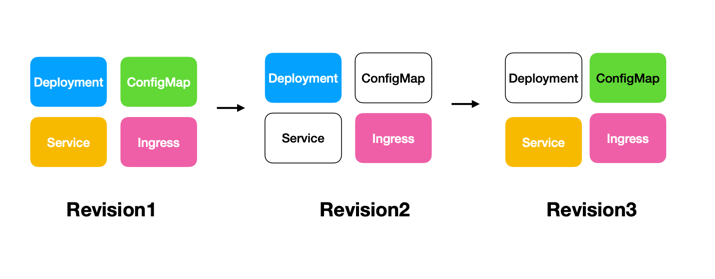 Deployment
ConfigMap
Service
Ingress
Revision1
Deployment
ConfigMap
Service
Ingress
Revision2
Deployment
ConfigMap
Service
Ingress
Revision3